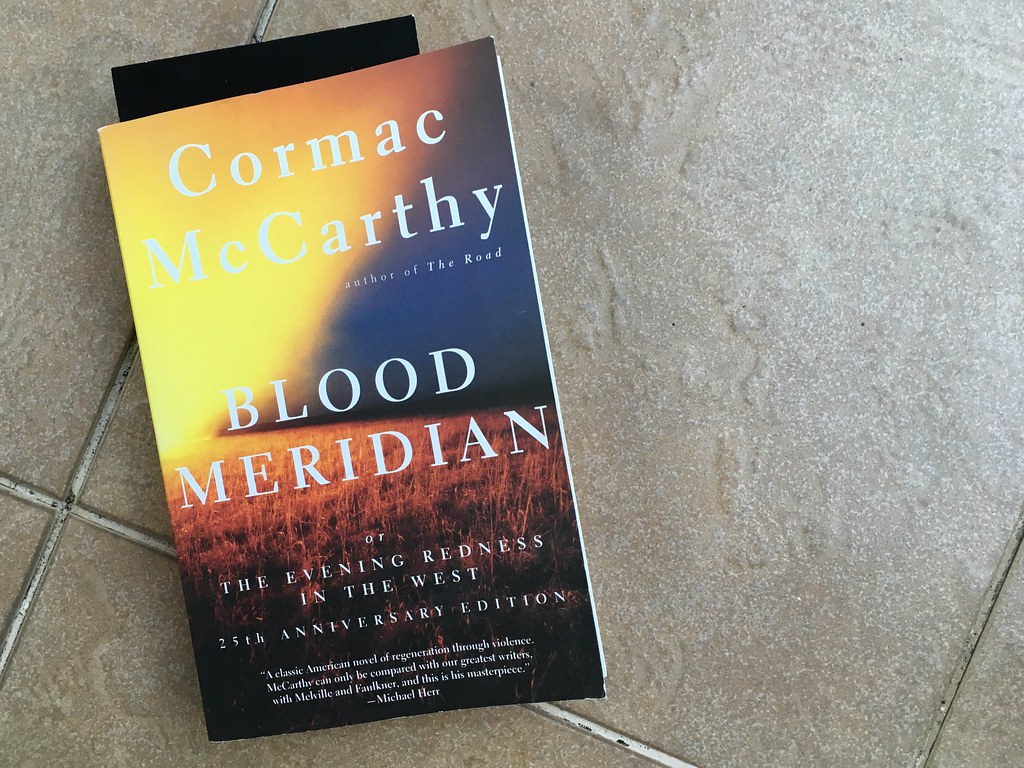 Cormac
McCarthy
author of The Road
BLOOD
MERIDIAN
or
THE EVENING REDNESS
IN THE WEST
25th ANNIVERSARY EDITION
“A classic American novel of regeneration through violence.
McCarthy can only be compared with our greatest writers,
with Melville and Faulkner, and this is his masterpiece.”
—Michael Herr